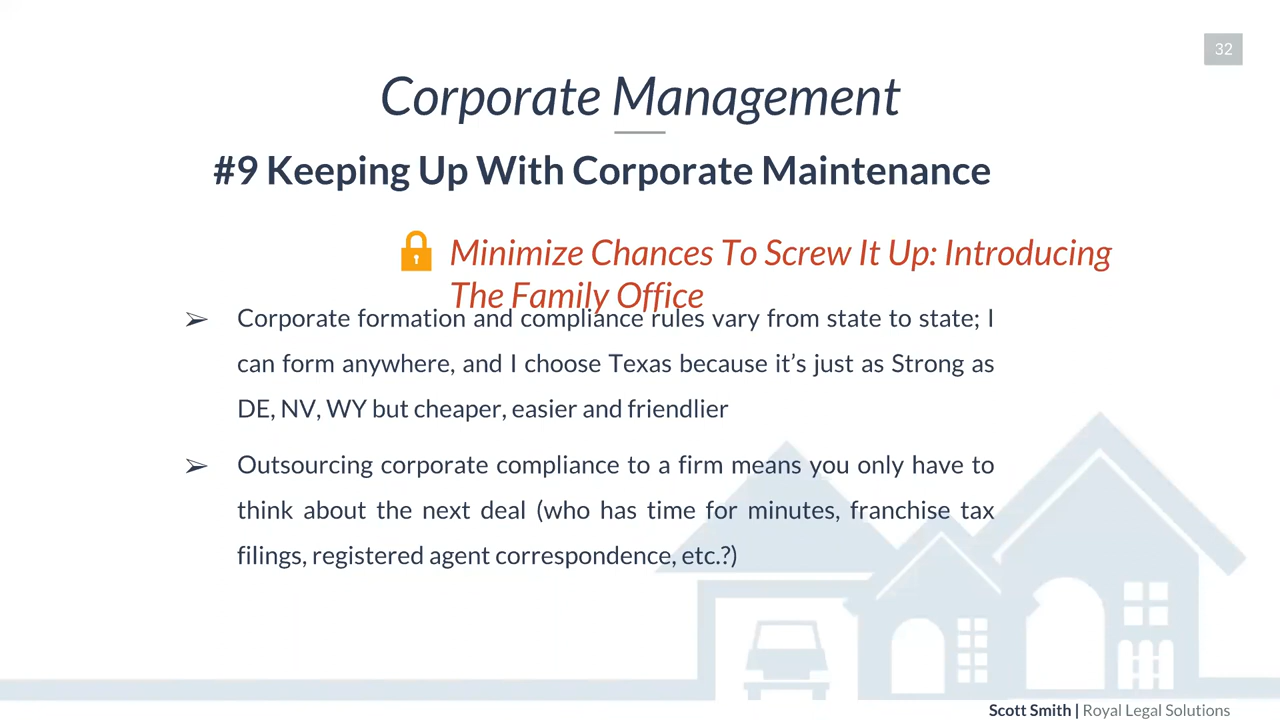 32
Corporate Management
#9 Keeping Up With Corporate Maintenance
Minimize Chances To Screw It Up: Introducing
The Family Office
➢ Corporate formation and compliance rules vary from state to state; I
can form anywhere, and I choose Texas because it’s just as Strong as
DE, NV, WY but cheaper, easier and friendlier
➢ Outsourcing corporate compliance to a firm means you only have to
think about the next deal (who has time for minutes, franchise tax
filings, registered agent correspondence, etc.?)
Scott Smith | Royal Legal Solutions